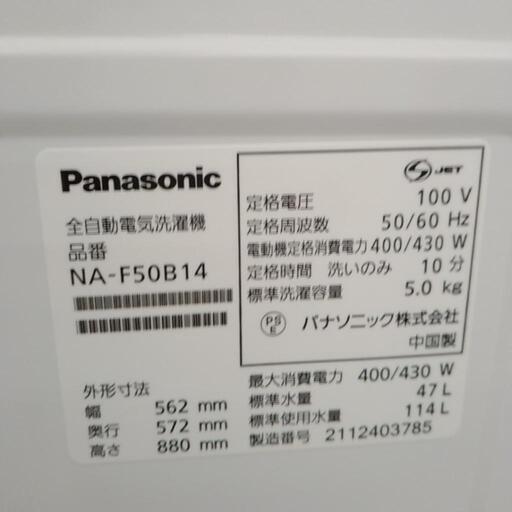 Panasonic
全自動電気洗濯機
品番
NA-F50B14
外形寸法
幅 562 mm
奥行 572 mm
高さ 880 mm
JET
定格電圧 100 V
定格周波数 50/60 Hz
電動機定格消費電力 400/430 W
定格時間 洗いのみ 10 分
標準洗濯容量 5.0 kg
PS
E
パナソニック株式会社
中国製
最大消費電力 400/430 W
標準水量 47 L
標準使用水量 114 L
製造番号 2112403785